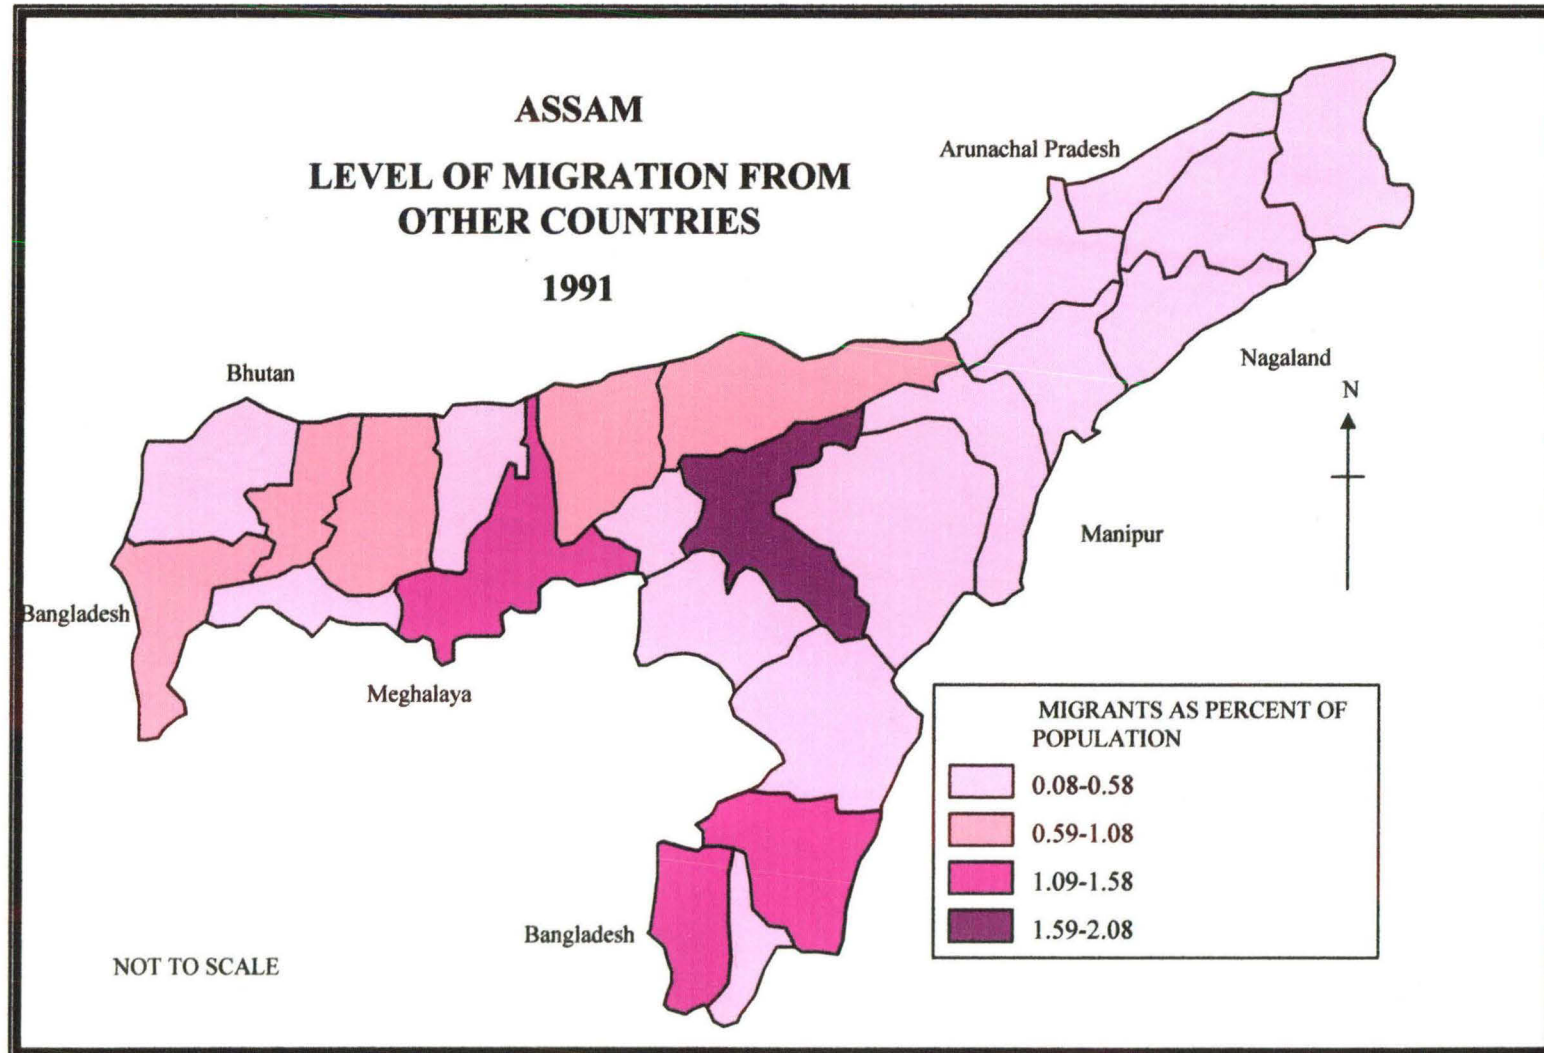 ASSAM
LEVEL OF MIGRATION FROM
OTHER COUNTRIES
1991
Arunachal Pradesh
Bhutan
Nagaland
N
Manipur
Bangladesh
Meghalaya
MIGRANTS AS PERCENT OF
POPULATION
0.08-0.58
0.59-1.08
1.09-1.58
1.59-2.08
Bangladesh
NOT TO SCALE